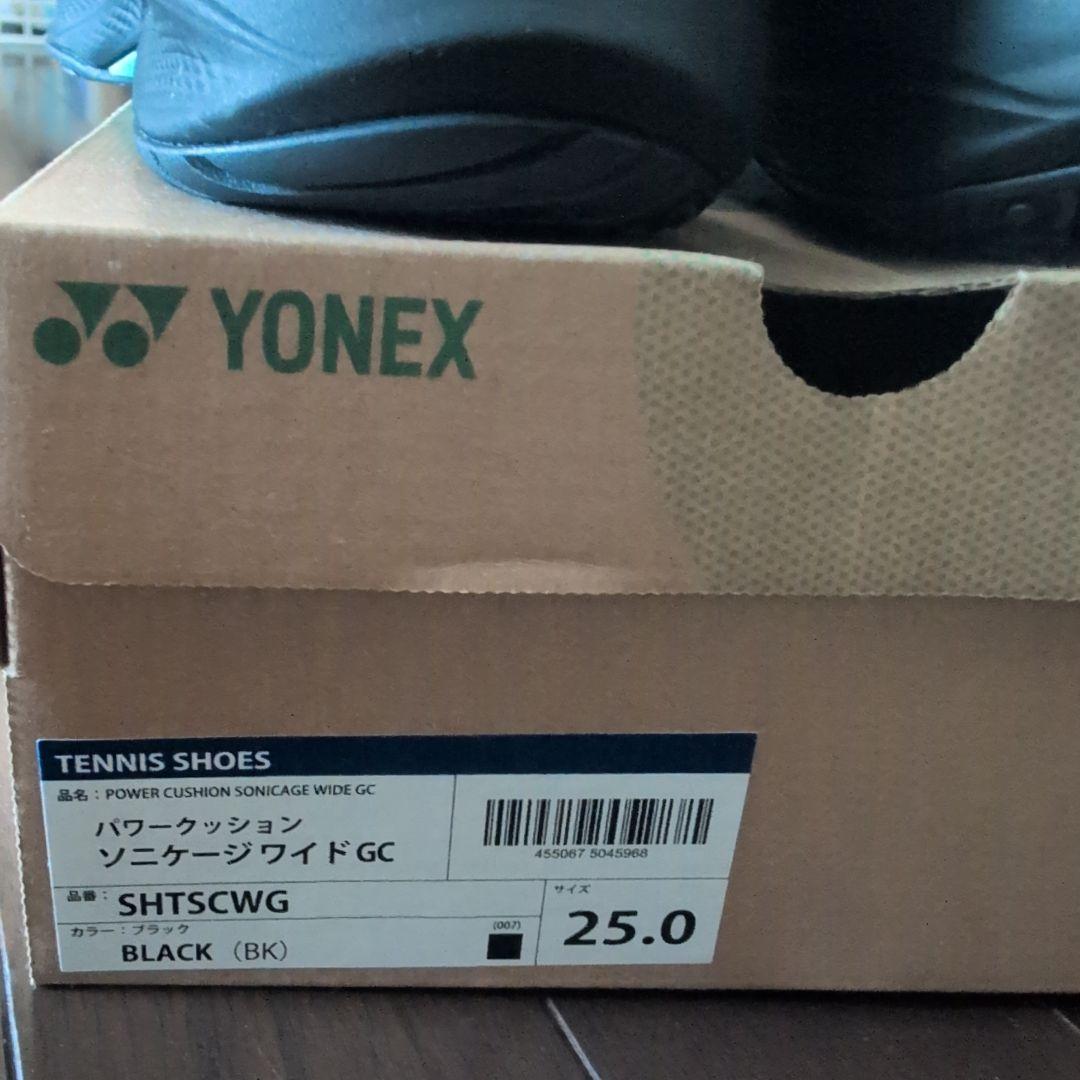 YONEX
TENNIS SHOES
品名：POWER CUSHION SONICAGE WIDE GC
パワークッション
ソニケージワイドGC
455067 5045968
品番： SHTSCWG
サイズ
25.0
カラー：ブラック
(007)
BLACK（BK）